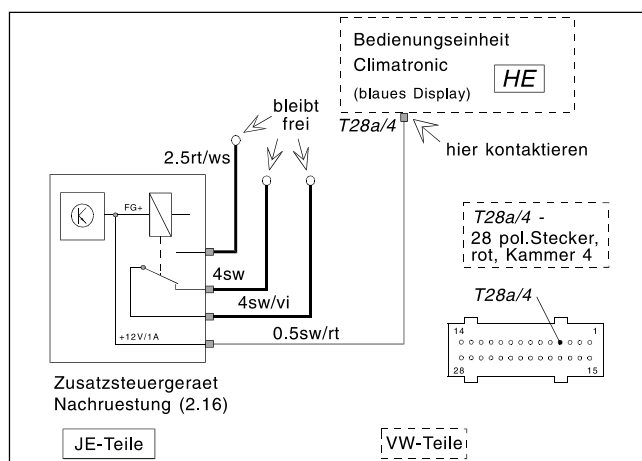 Bedienungseinheit
Climatronic
(blaues Display)
HE
bleibt
frei
T28a/4
hier kontaktieren
2.5rt/ws
K
FG+
T28a/4 -
28 pol.Stecker,
rot, Kammer 4
4sw
4sw/vi
T28a/4
+12V/1A
0.5sw/rt
14
1
28
15
Zusatzsteuergeraet
Nachruestung (2.16)
JE-Teile
VW-Teile